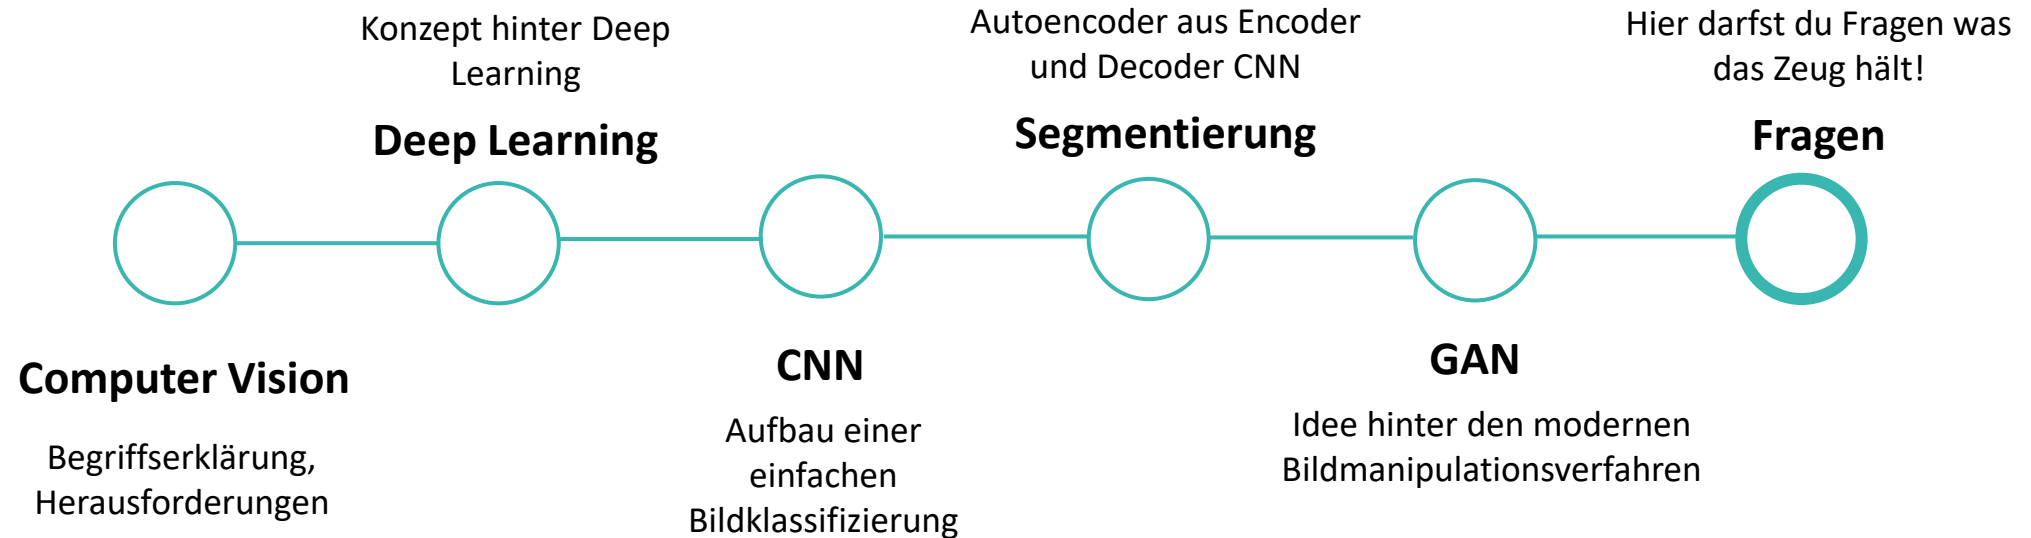 Computer Vision
Begriffserklärung,
Herausforderungen
Konzept hinter Deep
Learning
Deep Learning
CNN
Aufbau einer
einfachen
Bildklassifizierung
Autoencoder aus Encoder
und Decoder CNN
Segmentierung
GAN
Idee hinter den modernen
Bildmanipulationsverfahren
Hier darfst du Fragen was
das Zeug hält!
Fragen